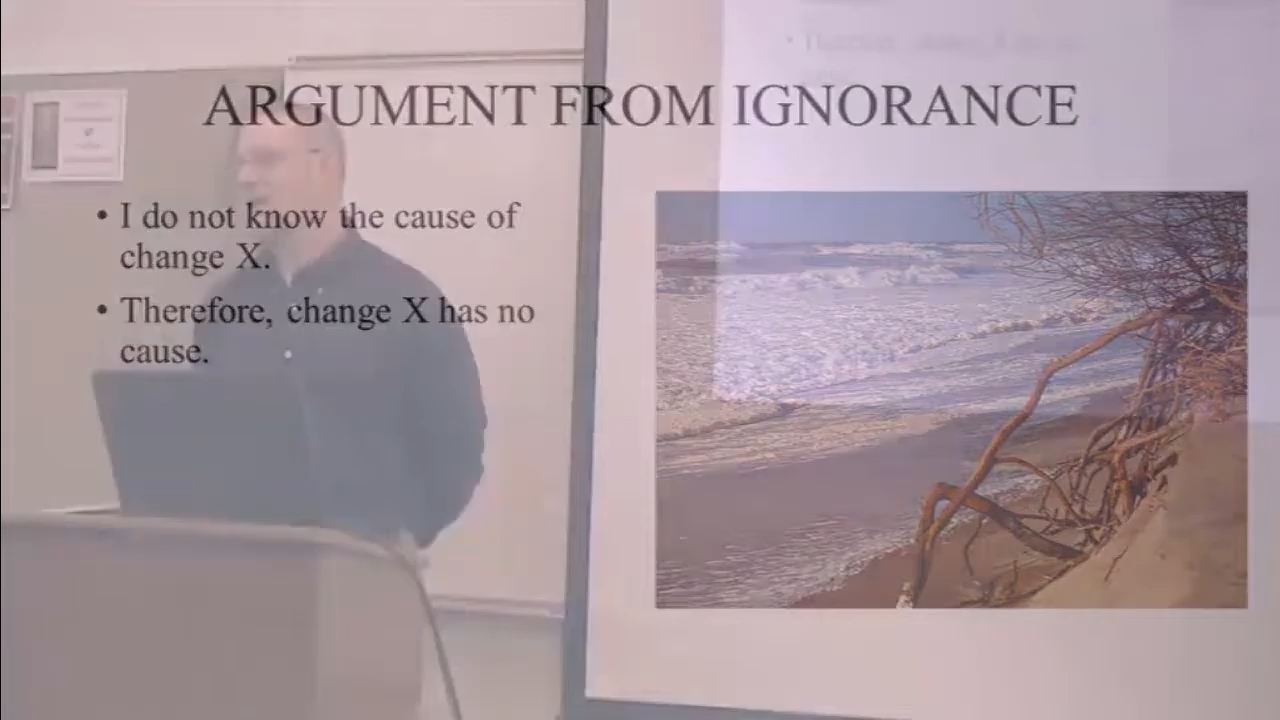 ARGUMENT FROM IGNORANCE
• I do not know the cause of
change X.
• Therefore, change X has no
cause.